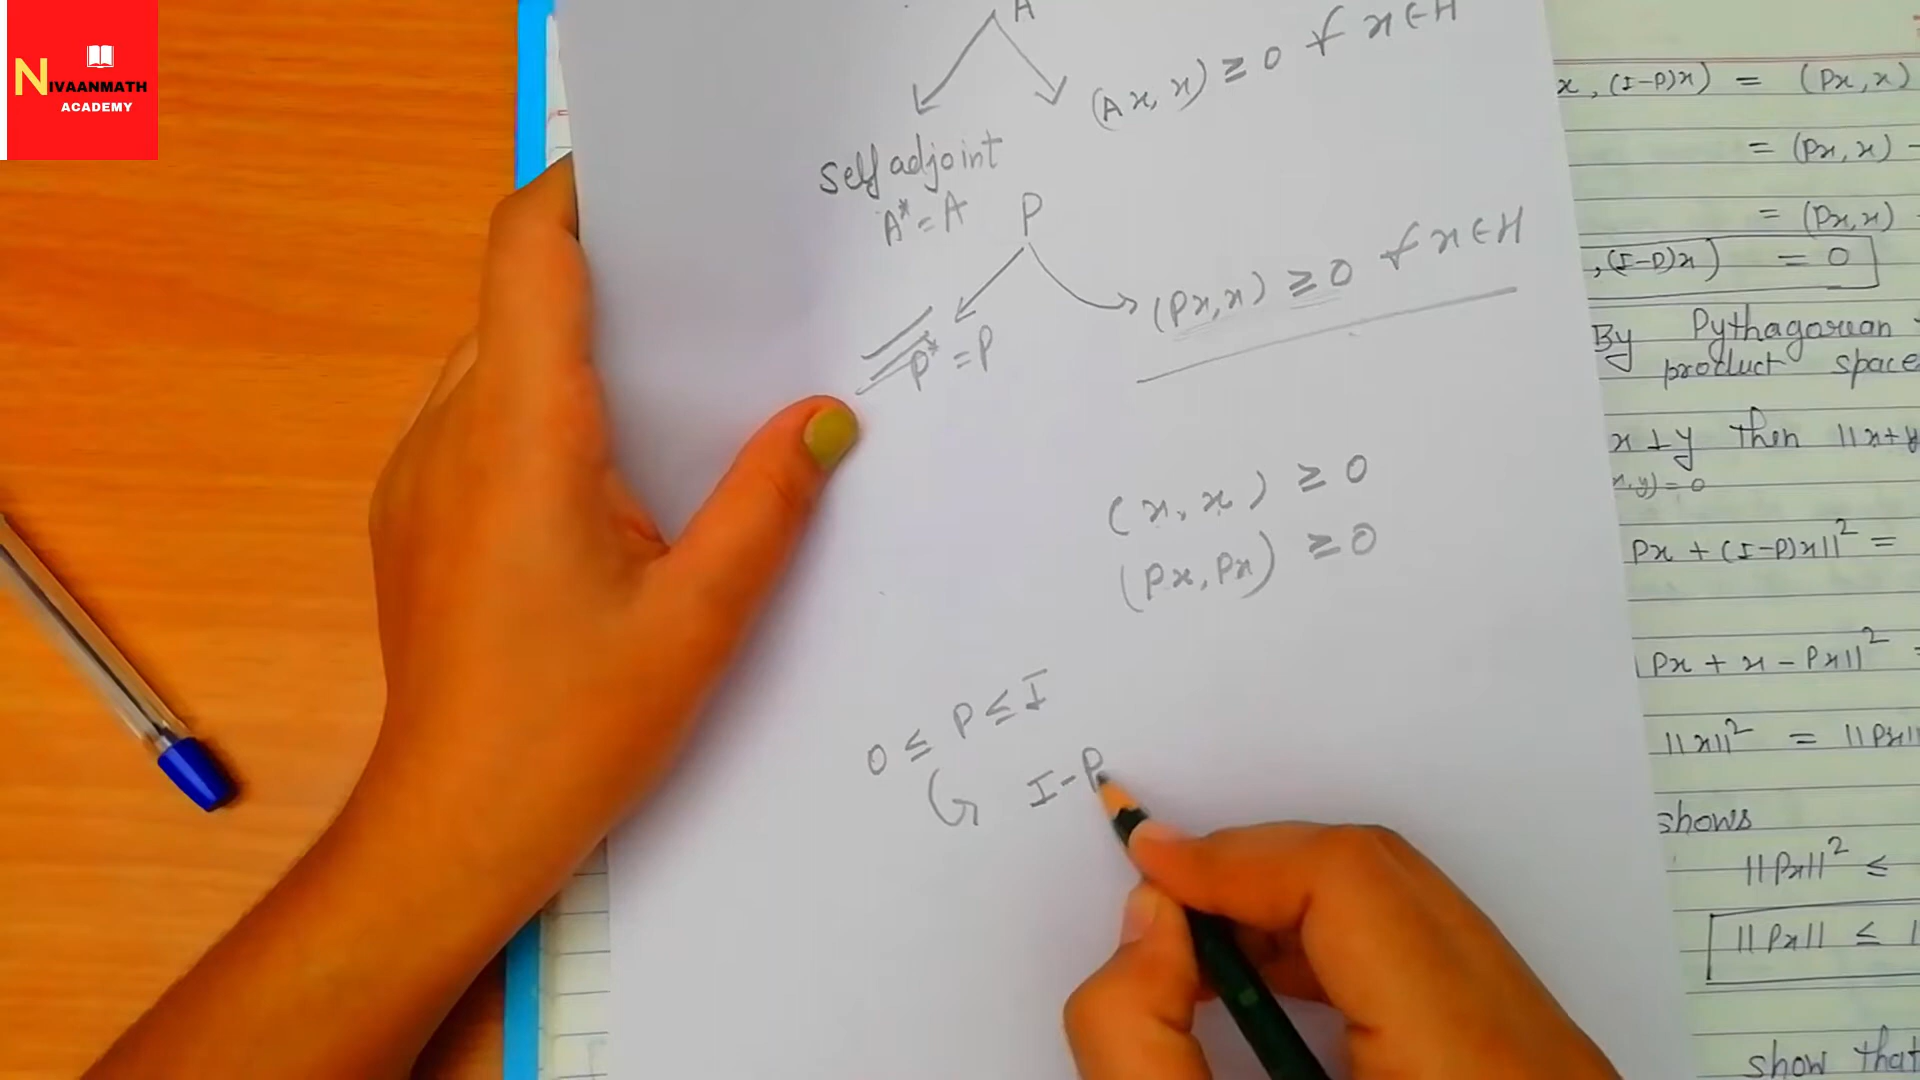 NIVAANMATH
ACADEMY
A
(Ax, x) ≥ 0 ∀ x ∈ H
Self adjoint
A* = A
P
(Px, x) ≥ 0 ∀ x ∈ H
P* = P
(x, x) ≥ 0
(Px, Px) ≥ 0
0 ≤ P ≤ I
I-P
x, (I-P)x) = (Px, x)
= (Px, x) -
= (Px, x) -
, (I-P)x) = 0
By Pythagorean
product space
x ⊥ y Then ||x+y
x, y) = 0
Px + (I-P)x||² =
Px + x - Px||² =
||x||² = ||Px||
shows
||Px||² ≤
||Px|| ≤ |
show that